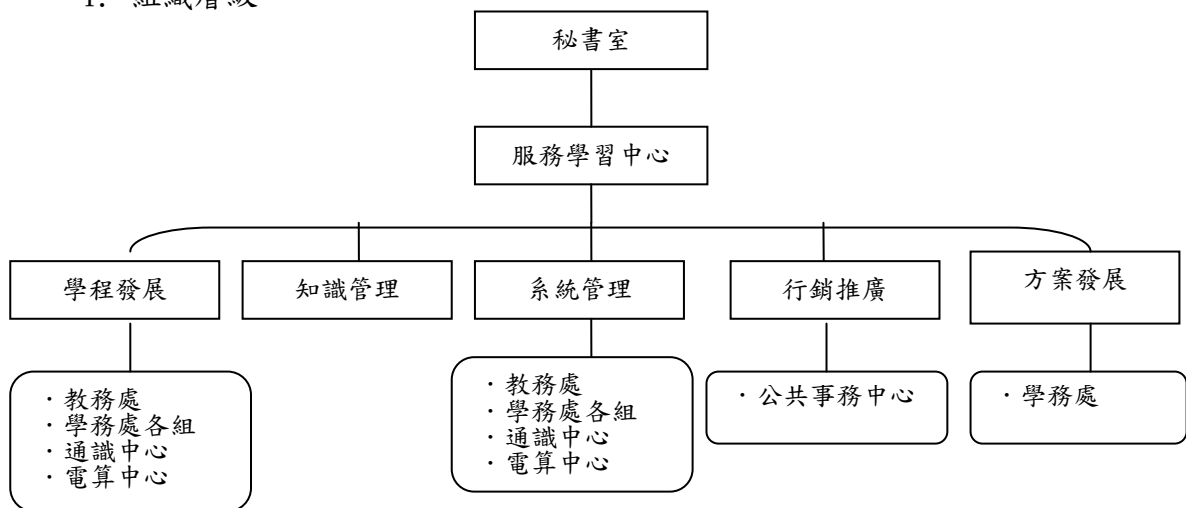 1. 組織層級
秘書室
服務學習中心
學程發展
知識管理
系統管理
行銷推廣
方案發展
·教務處
·學務處各組
·通識中心
·電算中心
·教務處
·學務處各組
·通識中心
·電算中心
·公共事務中心
·學務處